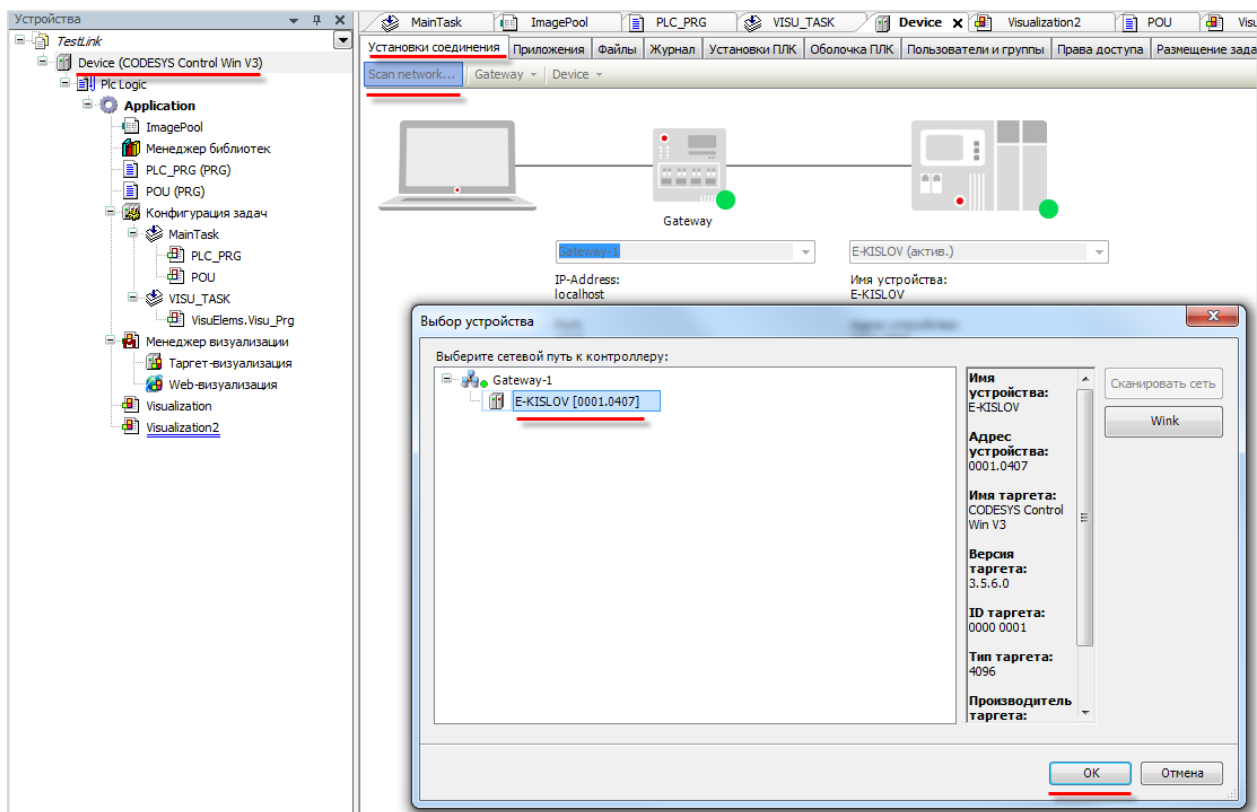 Устройства
TestLink
Device (CODESYS Control Win V3)
Plc Logic
Application
ImagePool
Менеджер библиотек
PLC_PRG (PRG)
POU (PRG)
Конфигурация задач
MainTask
PLC_PRG
POU
VISU_TASK
VisuElems.Visu_Prg
Менеджер визуализации
Таргет-визуализация
Web-визуализация
Visualization
Visualization2
MainTask ImagePool PLC_PRG VISU_TASK Device Visualization2 POU Visu
Установки соединения Приложения Файлы Журнал Установки ПЛК Оболочка ПЛК Пользователи и группы Права доступа Размещение зада
Scan network... Gateway Device
Gateway
Gateway-1 E-KISLOV (актив.)
IP-Address: Имя устройства:
localhost E-KISLOV
Выбор устройства
Выберите сетевой путь к контроллеру:
Gateway-1
E-KISLOV [0001.0407]
Имя
устройства:
E-KISLOV
Адрес
устройства:
0001.0407
Имя таргета:
CODESYS Control
Win V3
Версия
таргета:
3.5.6.0
ID таргета:
0000 0001
Тип таргета:
4096
Производитель
таргета:
Сканировать сеть
Wink
OK Отмена